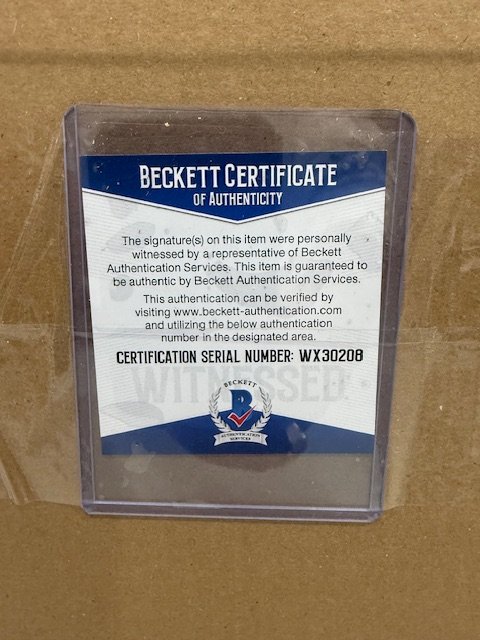 BECKETT CERTIFICATE
OF AUTHENTICITY
The signature(s) on this item were personally
witnessed by a representative of Beckett
Authentication Services. This item is guaranteed to
be authentic by Beckett Authentication Services.
This authentication can be verified by
visiting www.beckett-authentication.com
and utilizing the below authentication
number in the designated area.
CERTIFICATION SERIAL NUMBER: WX30208
WITNESSED
BECKETT
B
AUTHENTICATION
SERVICES